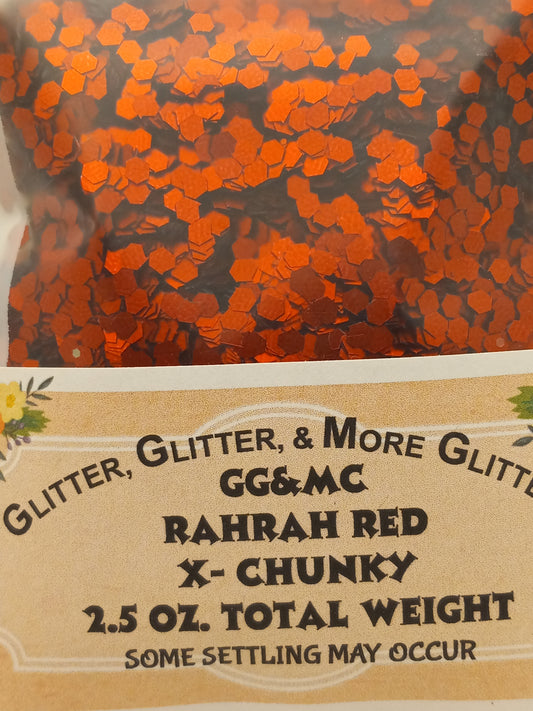 GLITTER, GLITTER, & MORE GLITTE
GG&MC
RAHRAH RED
X- CHUNKY
2.5 OZ. TOTAL WEIGHT
SOME SETTLING MAY OCCUR